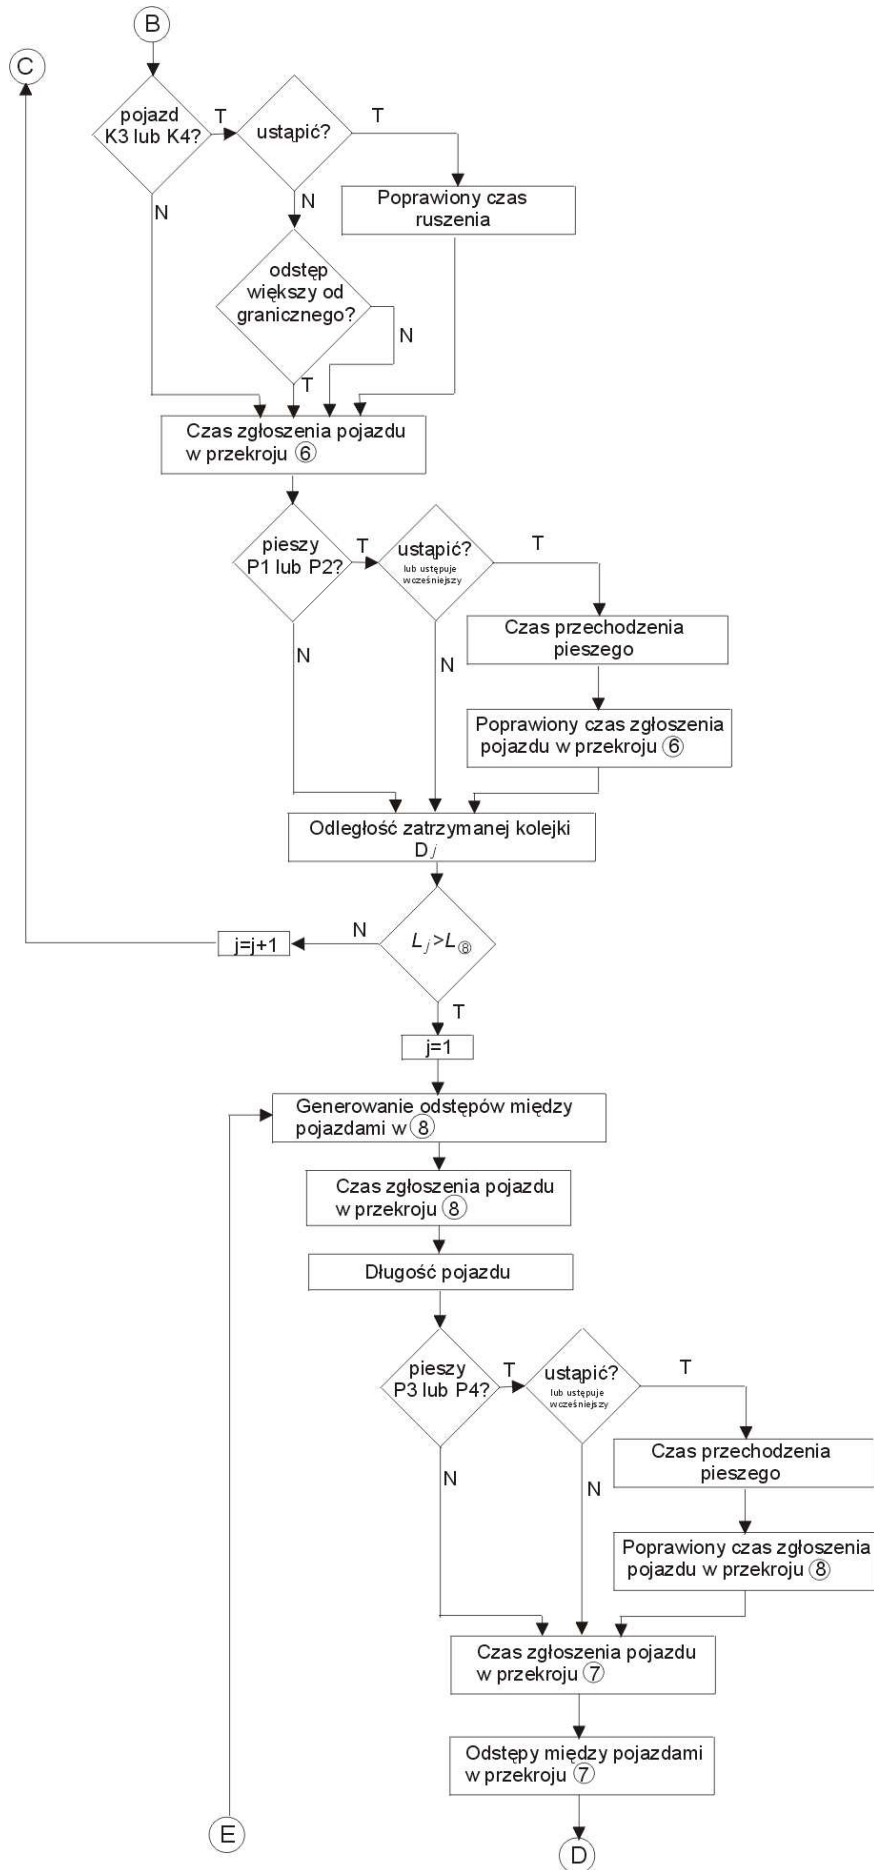 B
C
pojazd
K3 lub K4?
T
ustąpić?
T
N
N
Poprawiony czas
ruszenia
odstęp
większy od
granicznego?
N
T
Czas zgłoszenia pojazdu
w przekroju ⑥
pieszy
P1 lub P2?
T
ustąpić?
lub ustępuje
wcześniejszy
T
N
N
Czas przechodzenia
pieszego
Poprawiony czas zgłoszenia
pojazdu w przekroju ⑥
Odległość zatrzymanej kolejki
D j
N
j=j+1
L j >L ⑧
T
j=1
Generowanie odstępów między
pojazdami w ⑧
Czas zgłoszenia pojazdu
w przekroju ⑧
Długość pojazdu
pieszy
P3 lub P4?
T
ustąpić?
lub ustępuje
wcześniejszy
T
N
N
Czas przechodzenia
pieszego
Poprawiony czas zgłoszenia
pojazdu w przekroju ⑧
Czas zgłoszenia pojazdu
w przekroju ⑦
Odstępy między pojazdami
w przekroju ⑦
E
D